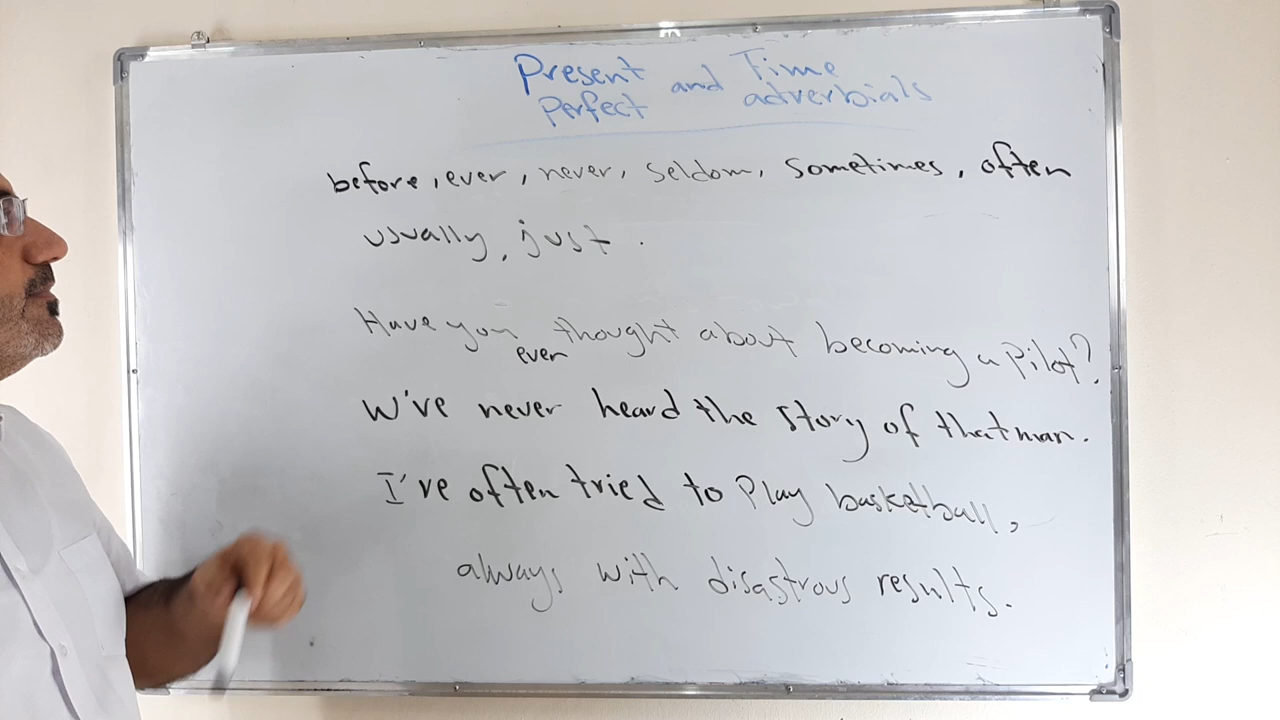 Present and Time
Perfect adverbials
before, ever, never, seldom, sometimes, often
usually, just.
Have you ever thought about becoming a pilot?
W've never heard the story of that man.
I've often tried to play basketball,
always with disastrous results.